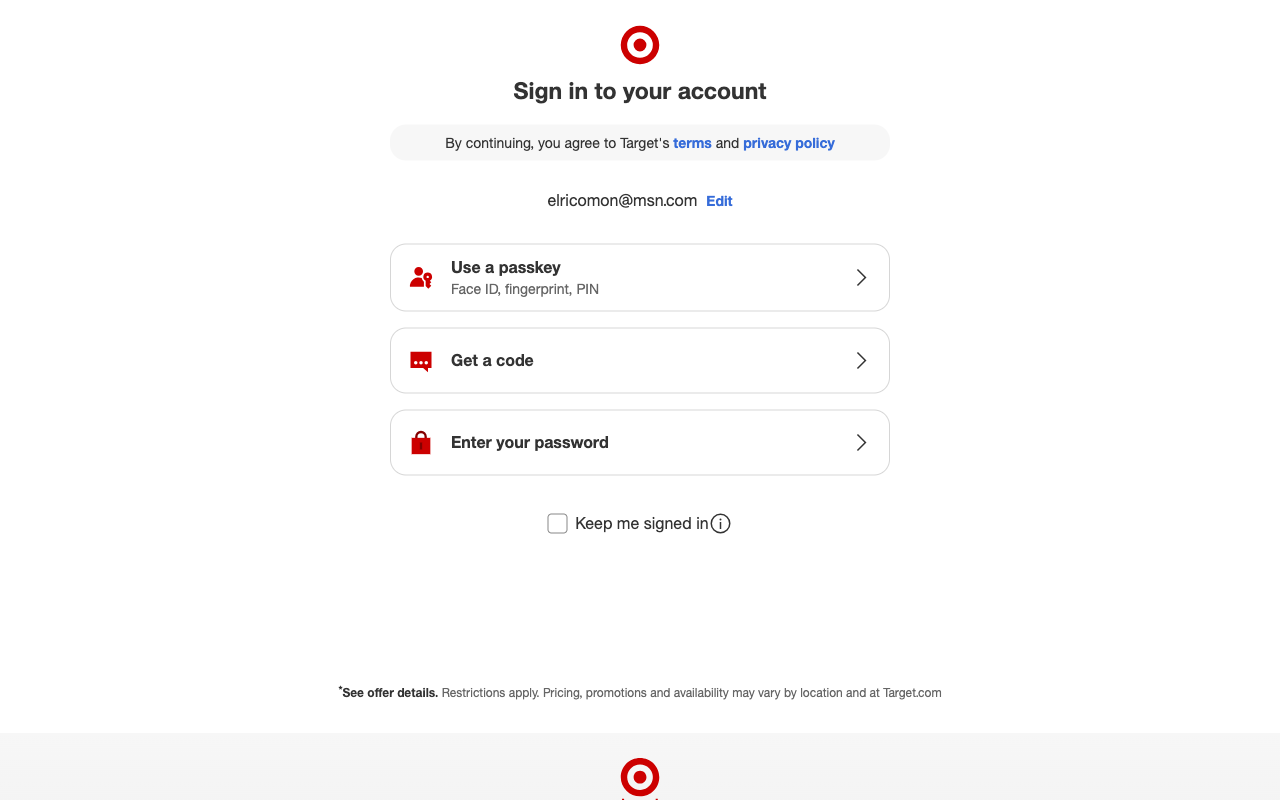 Sign in to your account
By continuing, you agree to Target's terms and privacy policy
elricomon@msn.com Edit
Use a passkey
Face ID, fingerprint, PIN
Get a code
Enter your password
Keep me signed in
*See offer details. Restrictions apply. Pricing, promotions and availability may vary by location and at Target.com